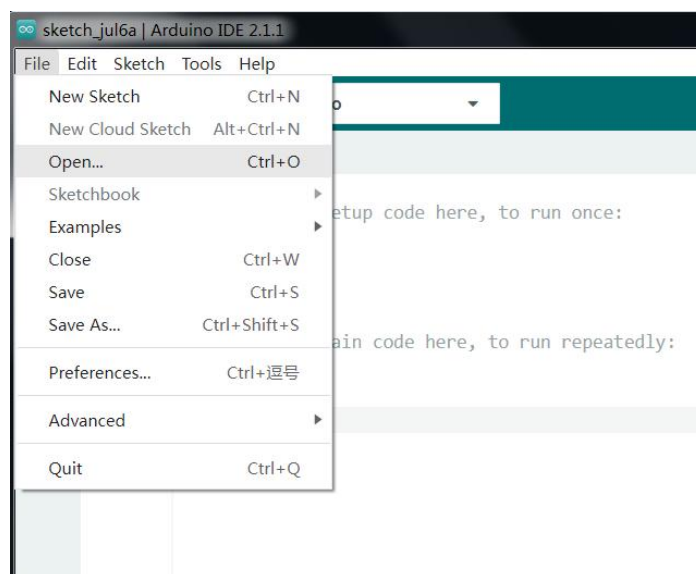 sketch_jul6a | Arduino IDE 2.1.1
File Edit Sketch Tools Help
New Sketch Ctrl+N
New Cloud Sketch Alt+Ctrl+N
Open... Ctrl+O
Sketchbook
Examples
Close Ctrl+W
Save Ctrl+S
Save As... Ctrl+Shift+S
Preferences... Ctrl+逗号
Advanced
Quit Ctrl+Q
o
etup code here, to run once:
ain code here, to run repeatedly: